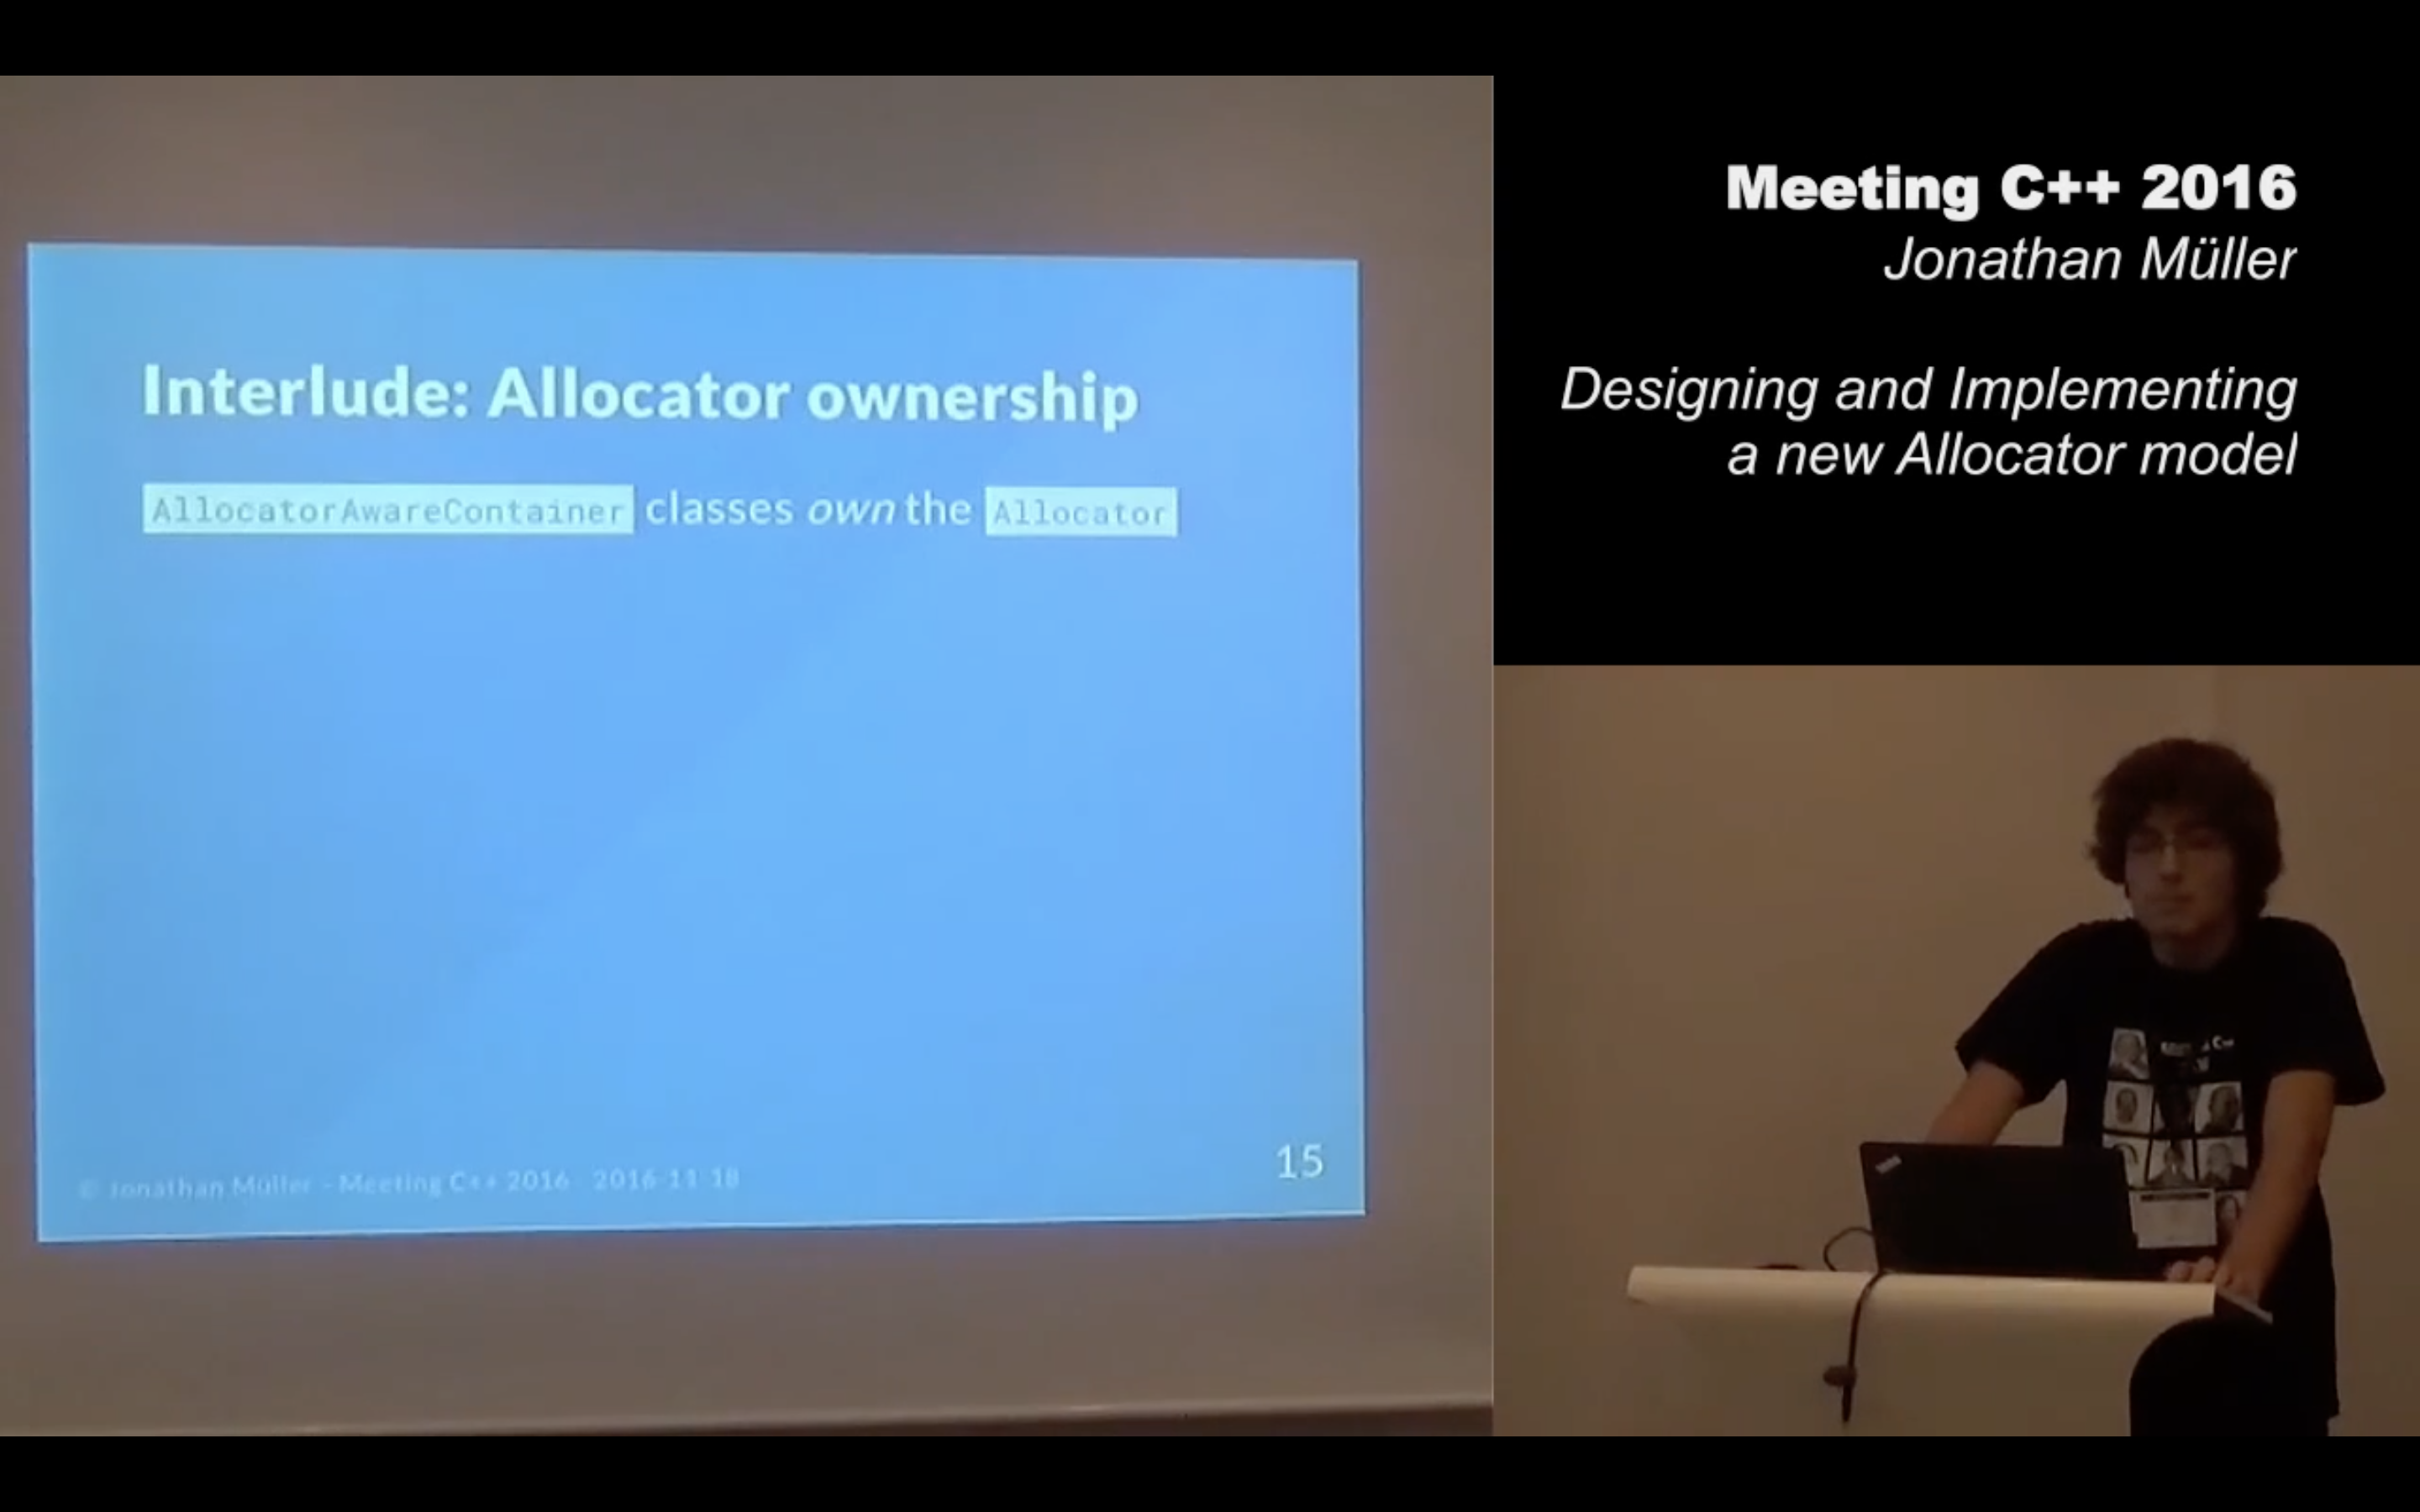 Interlude: Allocator ownership
AllocatorAwareContainer classes own the Allocator
© Jonathan Müller - Meeting C++ 2016 2016-11-18
15
Meeting C++ 2016
Jonathan Müller
Designing and Implementing
a new Allocator model